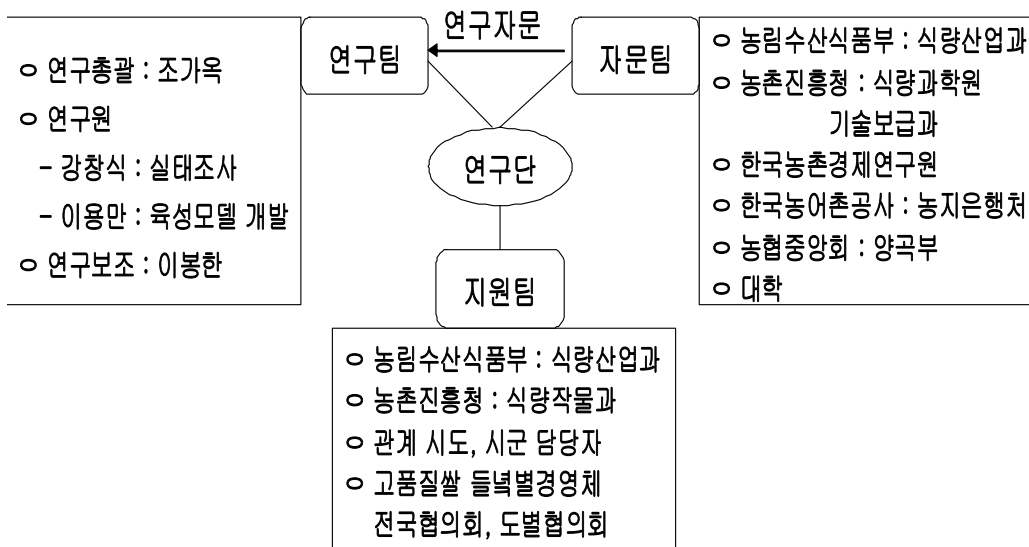 연구팀
연구자문
자문팀
연구단
지원팀
ㅇ 연구총괄 : 조가옥
ㅇ 연구원
- 강창식 : 실태조사
- 이용만 : 육성모델 개발
ㅇ 연구보조 : 이봉한
ㅇ 농림수산식품부 : 식량산업과
ㅇ 농촌진흥청 : 식량과학원
기술보급과
ㅇ 한국농촌경제연구원
ㅇ 한국농어촌공사 : 농지은행처
ㅇ 농협중앙회 : 양곡부
ㅇ 대학
ㅇ 농림수산식품부 : 식량산업과
ㅇ 농촌진흥청 : 식량작물과
ㅇ 관계 시도, 시군 담당자
ㅇ 고품질쌀 들녘별경영체
전국협의회, 도별협의회